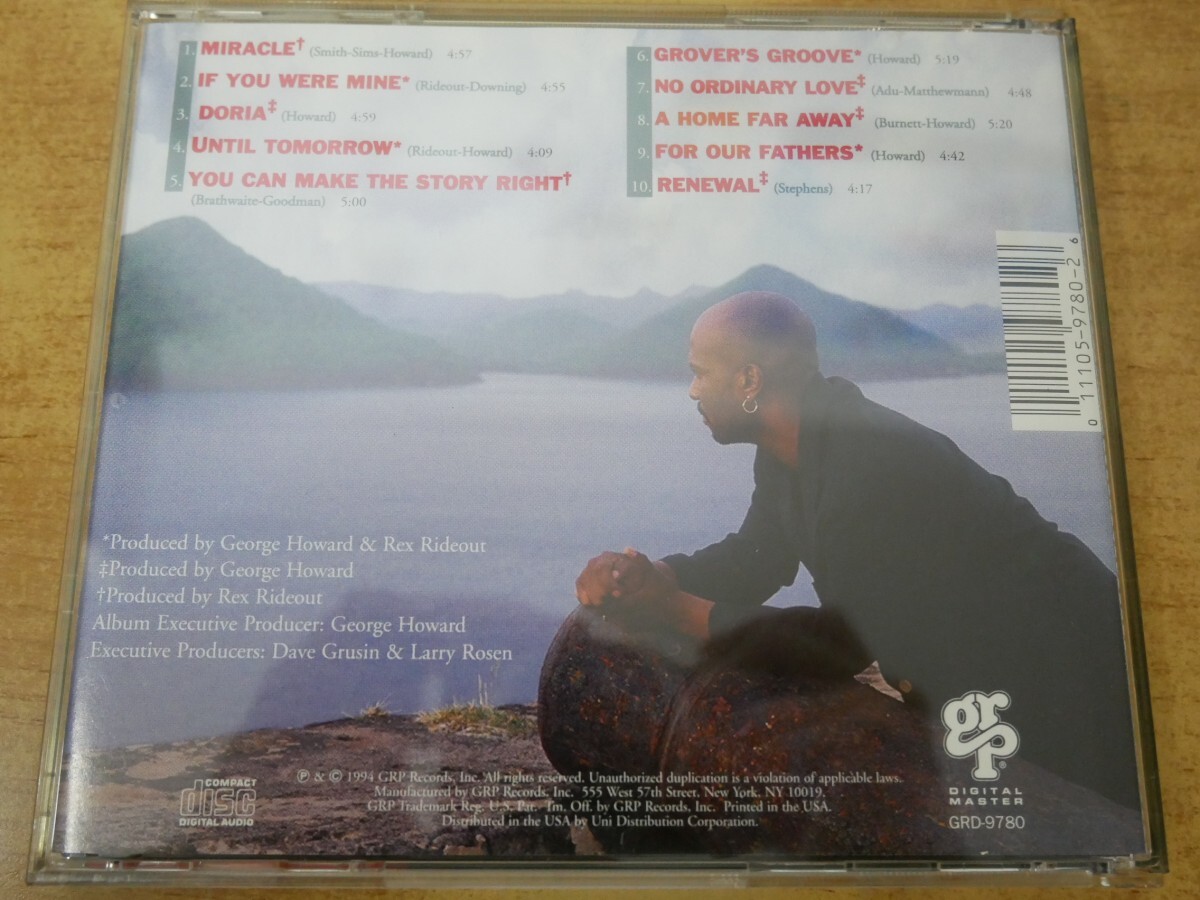 1. MIRACLE† (Smith-Sims-Howard) 4:57
2. IF YOU WERE MINE* (Rideout-Downing) 4:55
3. DORIA‡ (Howard) 4:59
4. UNTIL TOMORROW* (Rideout-Howard) 4:09
5. YOU CAN MAKE THE STORY RIGHT†
(Brathwaite-Goodman) 5:00
6. GROVER'S GROOVE* (Howard) 5:19
7. NO ORDINARY LOVE‡ (Adu-Matthewmann) 4:48
8. A HOME FAR AWAY‡ (Burnett-Howard) 5:20
9. FOR OUR FATHERS* (Howard) 4:42
10. RENEWAL‡ (Stephens) 4:17
0 11105-9780-2 6
*Produced by George Howard & Rex Rideout
‡Produced by George Howard
†Produced by Rex Rideout
Album Executive Producer: George Howard
Executive Producers: Dave Grusin & Larry Rosen
COMPACT
disc
DIGITAL AUDIO
℗ & © 1994 GRP Records, Inc. All rights reserved. Unauthorized duplication is a violation of applicable laws.
Manufactured by GRP Records, Inc. 555 West 57th Street, New York, NY 10019.
GRP Trademark Reg. U.S. Pat. Tm. Off. by GRP Records, Inc. Printed in the USA.
Distributed in the USA by Uni Distribution Corporation.
grp
DIGITAL
MASTER
GRD-9780